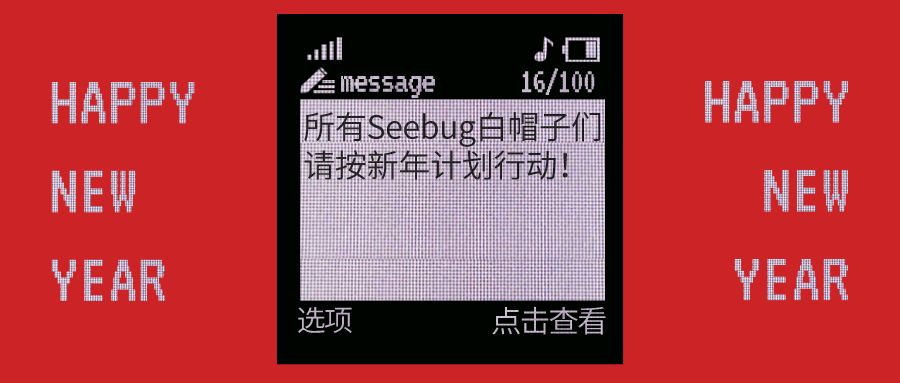 HAPPY
NEW
YEAR
message 16/100
所有Seebug白帽子们
请按新年计划行动！
选项 点击查看
HAPPY
NEW
YEAR